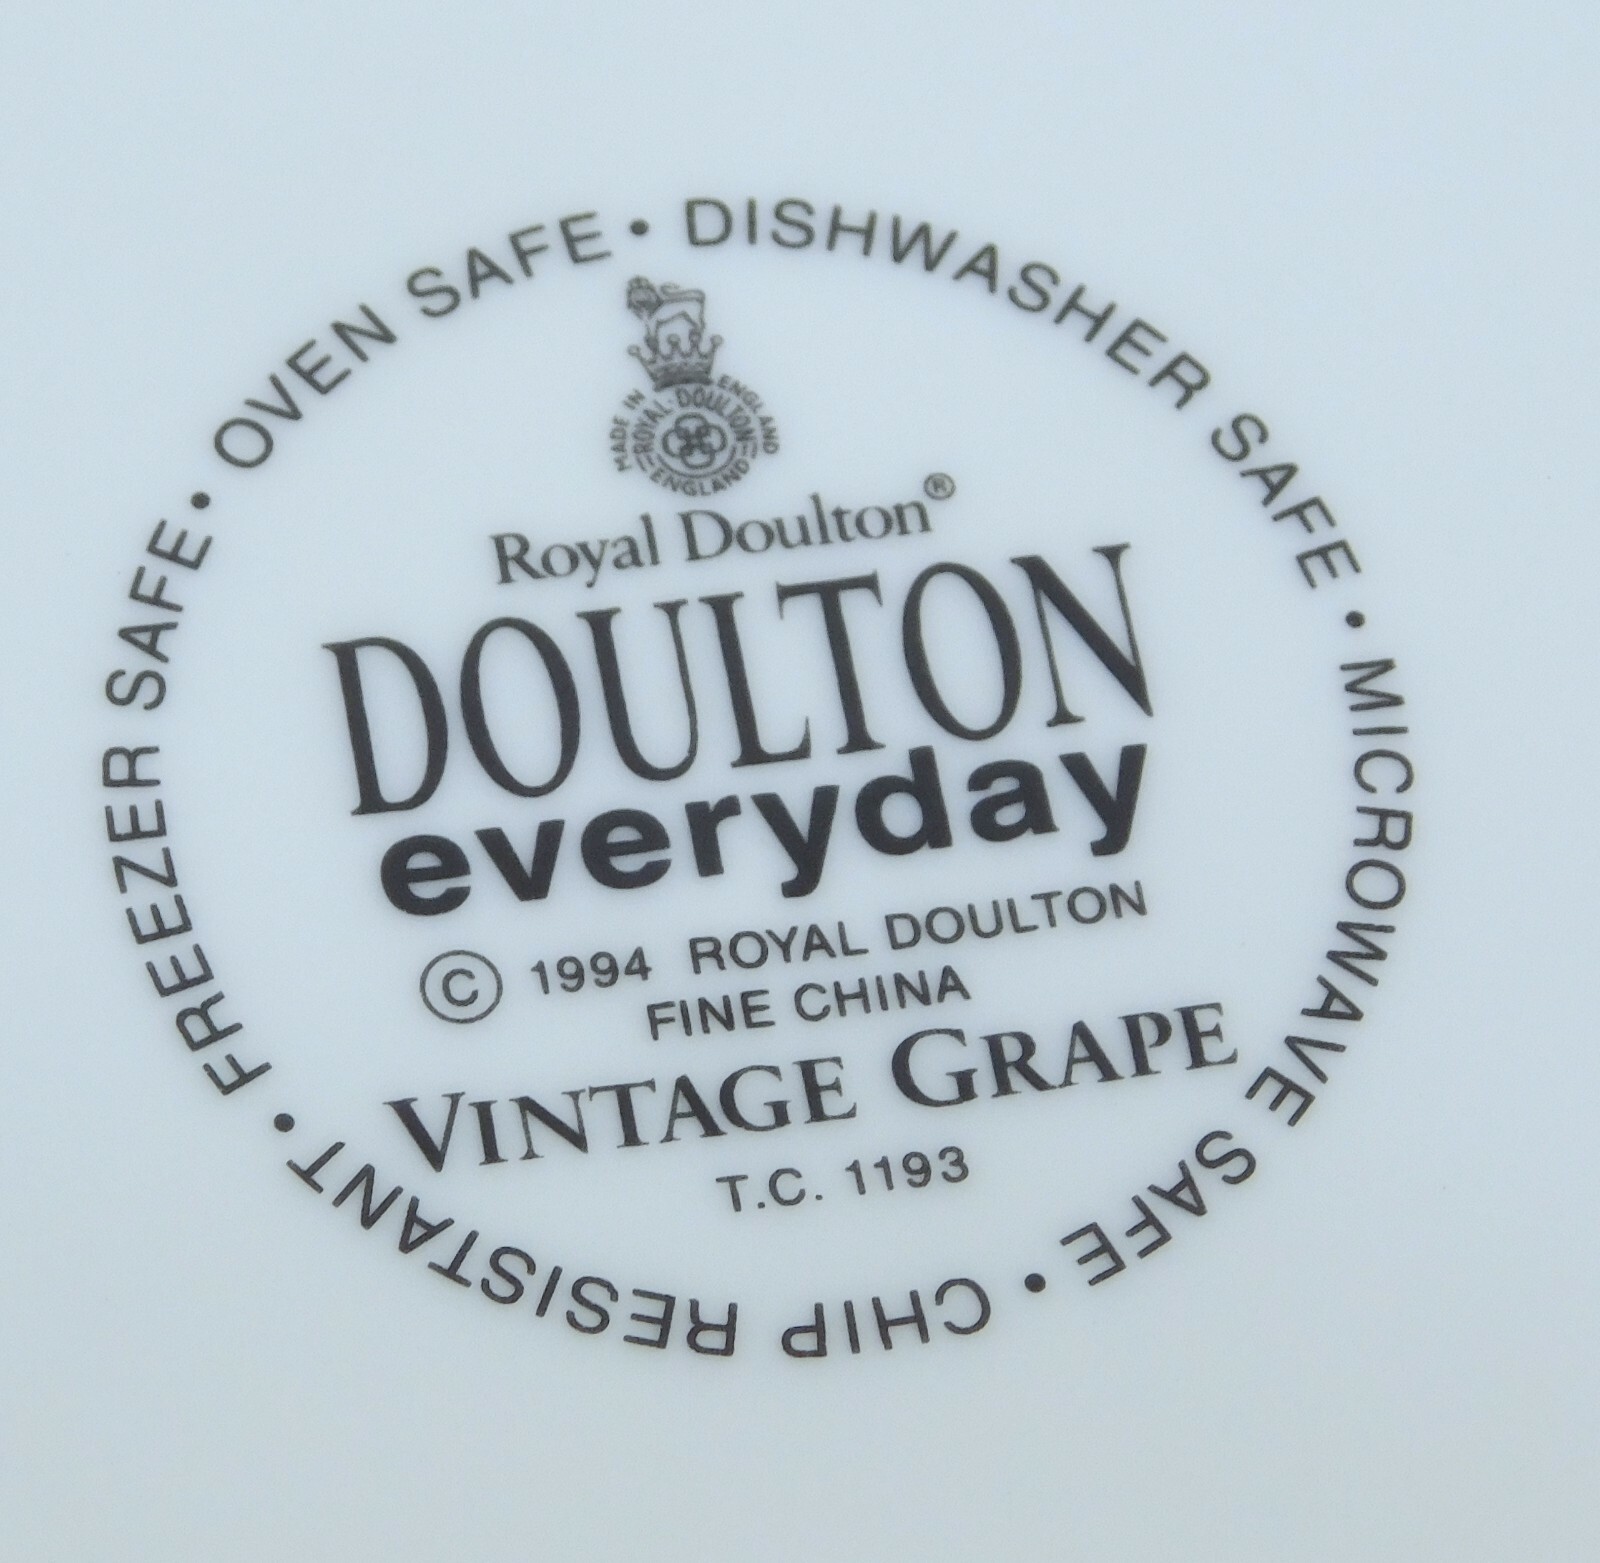 OVEN SAFE • DISHWASHER SAFE • MICROWAVE SAFE • CHIP RESISTANT • FREEZER SAFE •
MADE IN ENGLAND
ROYAL·DOULTON
ENGLAND
Royal Doulton®
DOULTON
everyday
© 1994 ROYAL DOULTON
FINE CHINA
VINTAGE GRAPE
T.C. 1193